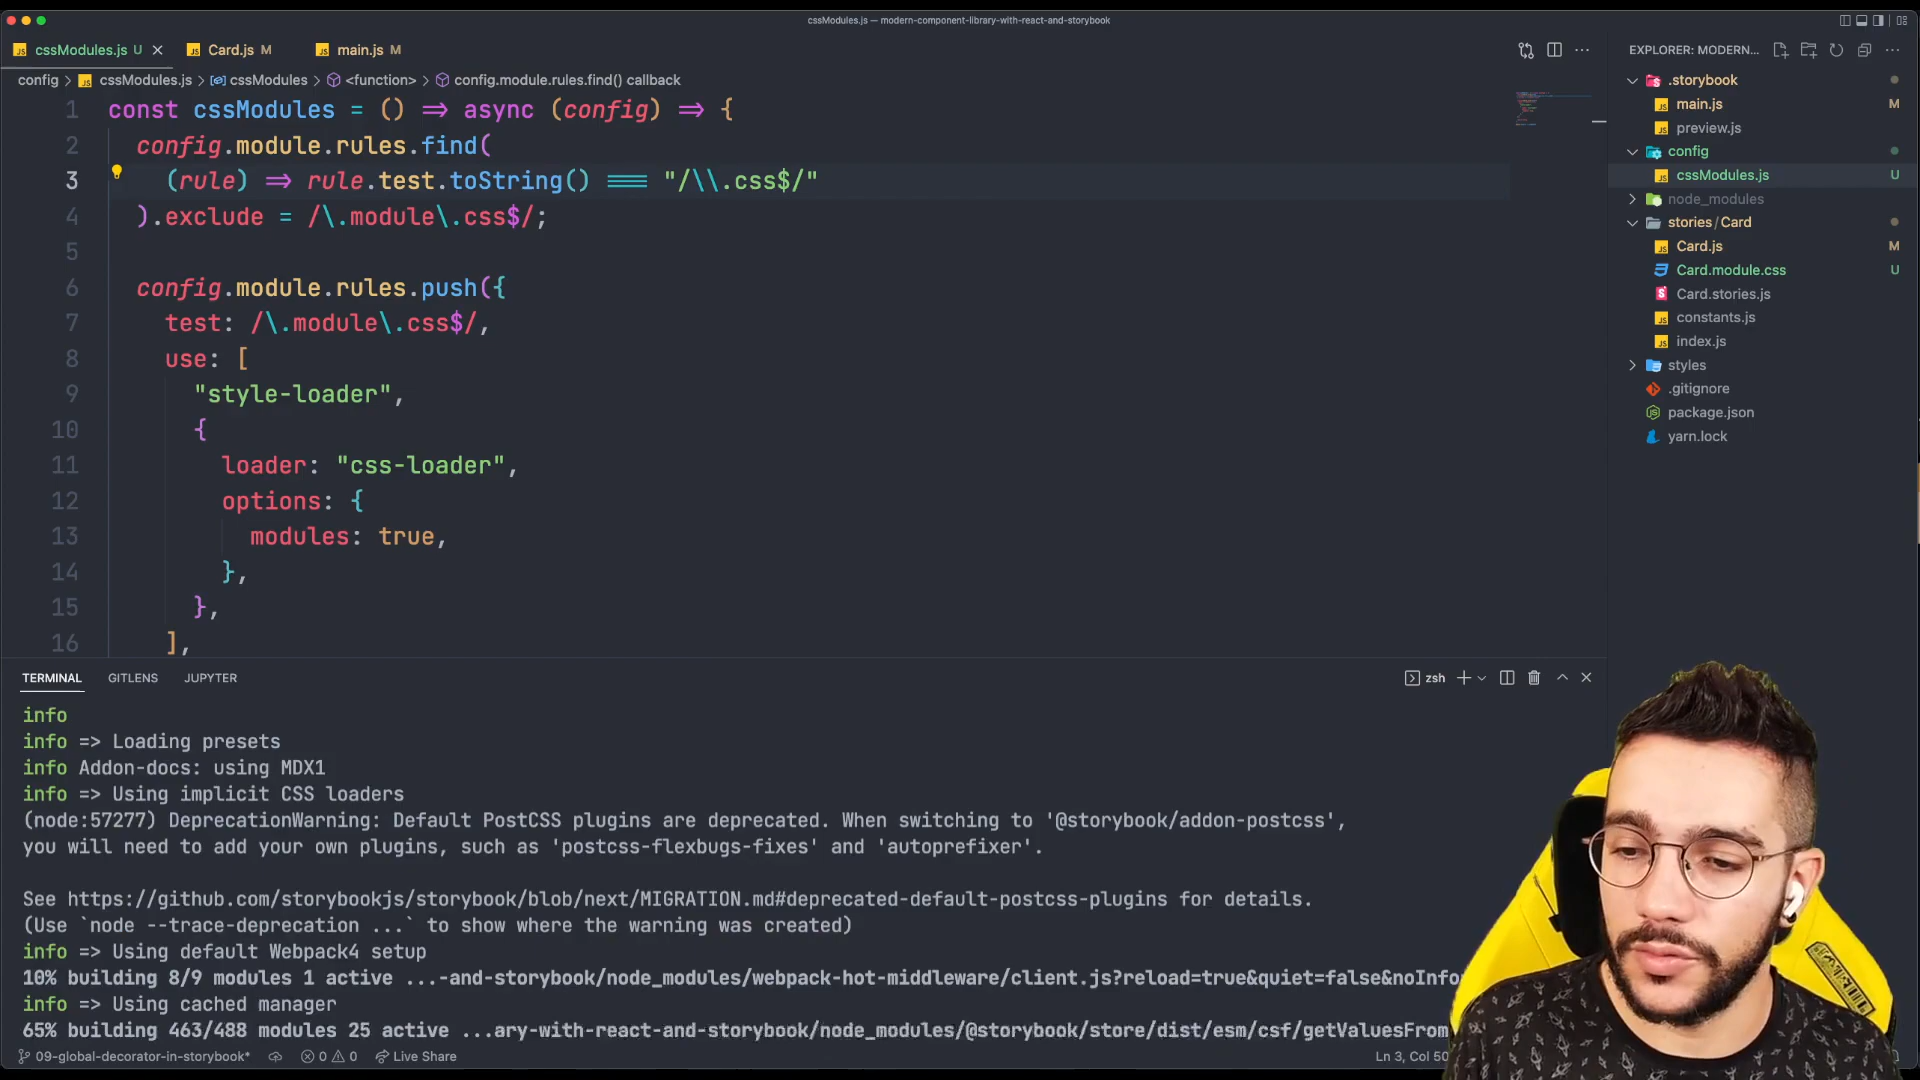 cssModules.js — modern-component-library-with-react-and-storybook
cssModules.js U
Card.js M
main.js M
config > cssModules.js > cssModules > <function> > config.module.rules.find() callback
1 const cssModules = () => async (config) => {
2 config.module.rules.find(
3 (rule) => rule.test.toString() === "/\\.css$/"
4 ).exclude = /\.module\.css$/;
5
6 config.module.rules.push({
7 test: /\.module\.css$/,
8 use: [
9 "style-loader",
10 {
11 loader: "css-loader",
12 options: {
13 modules: true,
14 },
15 },
16 ],
EXPLORER: MODERN...
.storybook
main.js M
preview.js
config
cssModules.js U
node_modules
stories/Card
Card.js M
Card.module.css U
Card.stories.js
constants.js
index.js
styles
.gitignore
package.json
yarn.lock
TERMINAL GITLENS JUPYTER
zsh
info
info => Loading presets
info Addon-docs: using MDX1
info => Using implicit CSS loaders
(node:57277) DeprecationWarning: Default PostCSS plugins are deprecated. When switching to '@storybook/addon-postcss',
you will need to add your own plugins, such as 'postcss-flexbugs-fixes' and 'autoprefixer'.
See https://github.com/storybookjs/storybook/blob/next/MIGRATION.md#deprecated-default-postcss-plugins for details.
(Use `node --trace-deprecation ...` to show where the warning was created)
info => Using default Webpack4 setup
10% building 8/9 modules 1 active ...-and-storybook/node_modules/webpack-hot-middleware/client.js?reload=true&quiet=false&noInfo
info => Using cached manager
65% building 463/488 modules 25 active ...ary-with-react-and-storybook/node_modules/@storybook/store/dist/esm/csf/getValuesFrom
09-global-decorator-in-storybook* 0 0 Live Share
Ln 3, Col 50